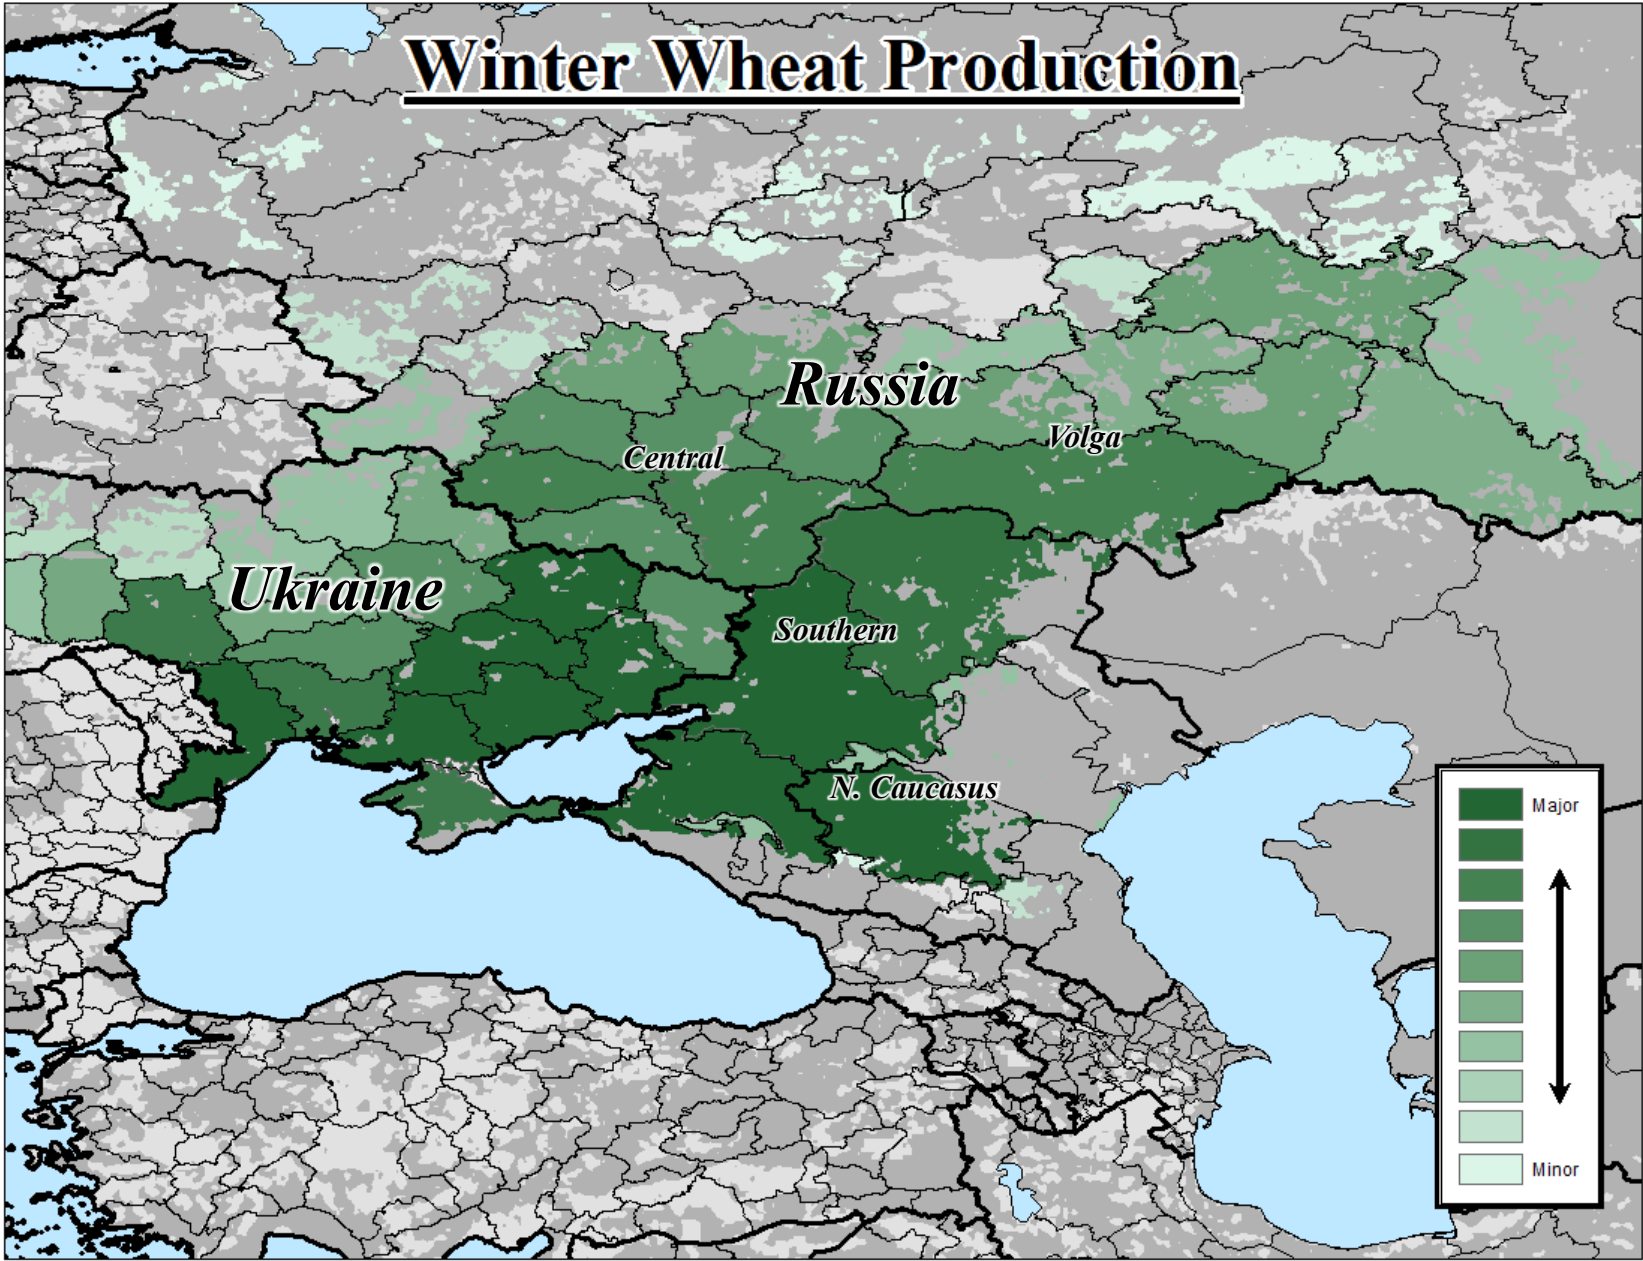 Winter Wheat Production
Russia
Volga
Central
Ukraine
Southern
N. Caucasus
Major
Minor